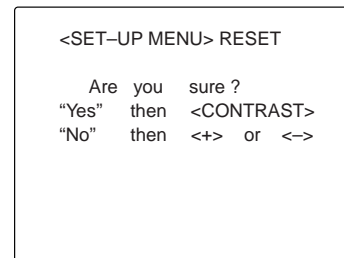 <SET–UP MENU> RESET
Are you sure ?
“Yes” then <CONTRAST>
“No” then <+> or <–>